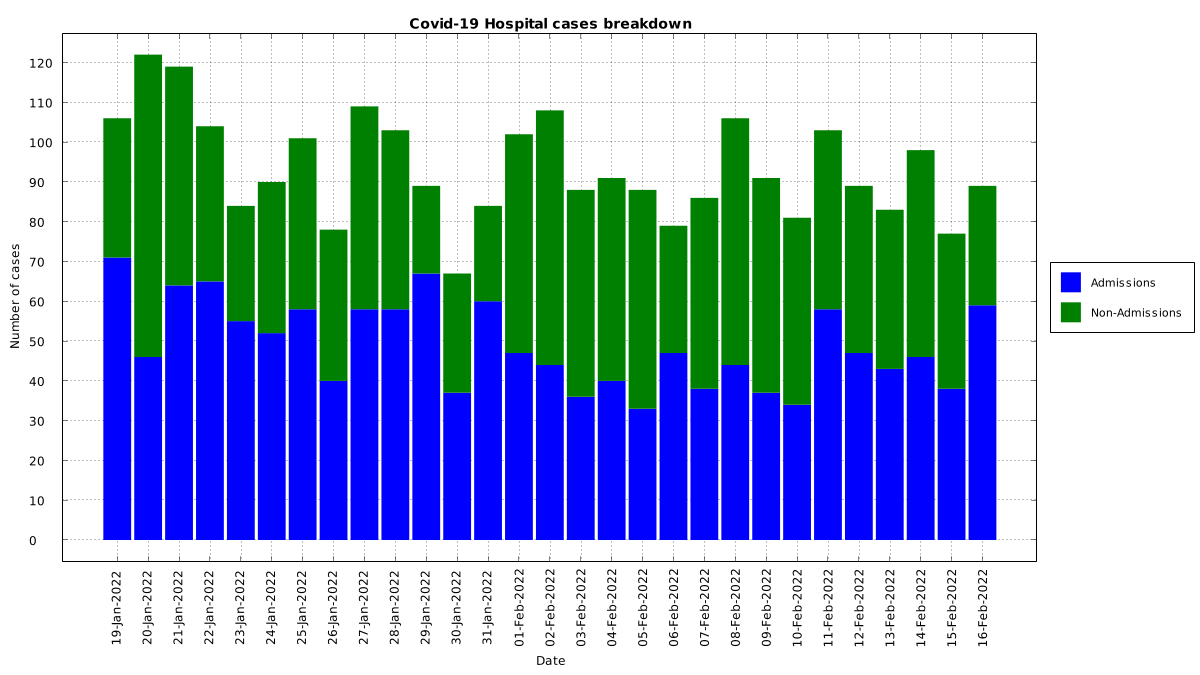 Covid-19 Hospital cases breakdown
120
110
100
90
80
70
60
50
40
30
20
10
0
Number of cases
19-Jan-2022
20-Jan-2022
21-Jan-2022
22-Jan-2022
23-Jan-2022
24-Jan-2022
25-Jan-2022
26-Jan-2022
27-Jan-2022
28-Jan-2022
29-Jan-2022
30-Jan-2022
31-Jan-2022
01-Feb-2022
02-Feb-2022
03-Feb-2022
04-Feb-2022
05-Feb-2022
06-Feb-2022
07-Feb-2022
08-Feb-2022
09-Feb-2022
10-Feb-2022
11-Feb-2022
12-Feb-2022
13-Feb-2022
14-Feb-2022
15-Feb-2022
16-Feb-2022
Date
Admissions
Non-Admissions